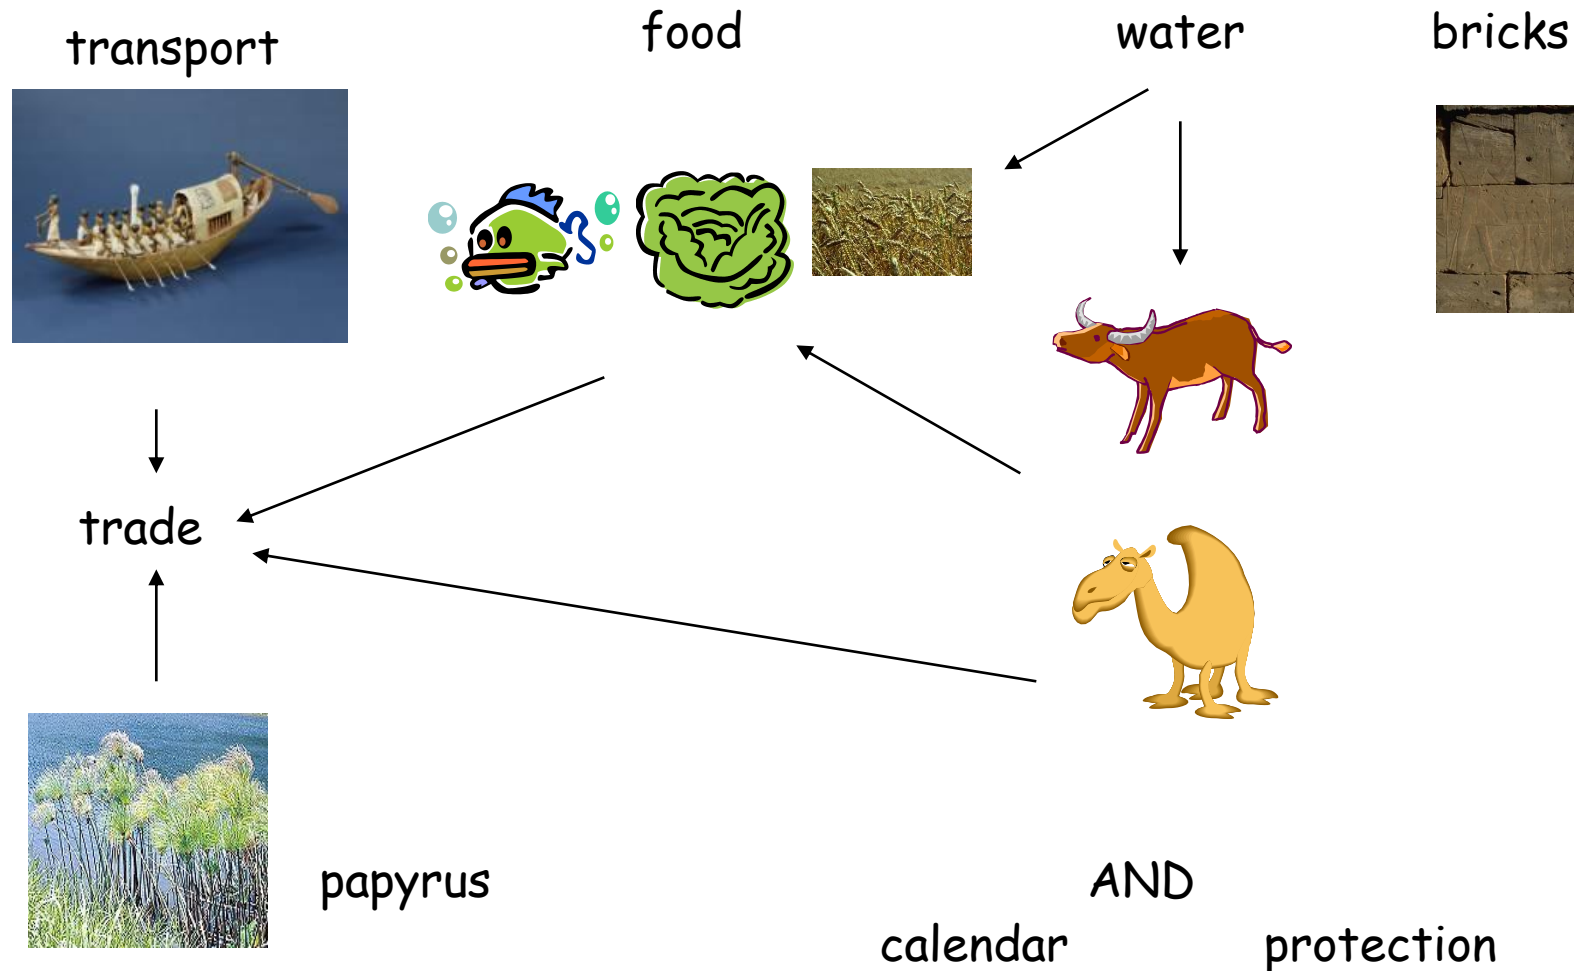 transport
food
water
bricks
trade
papyrus
AND
calendar
protection